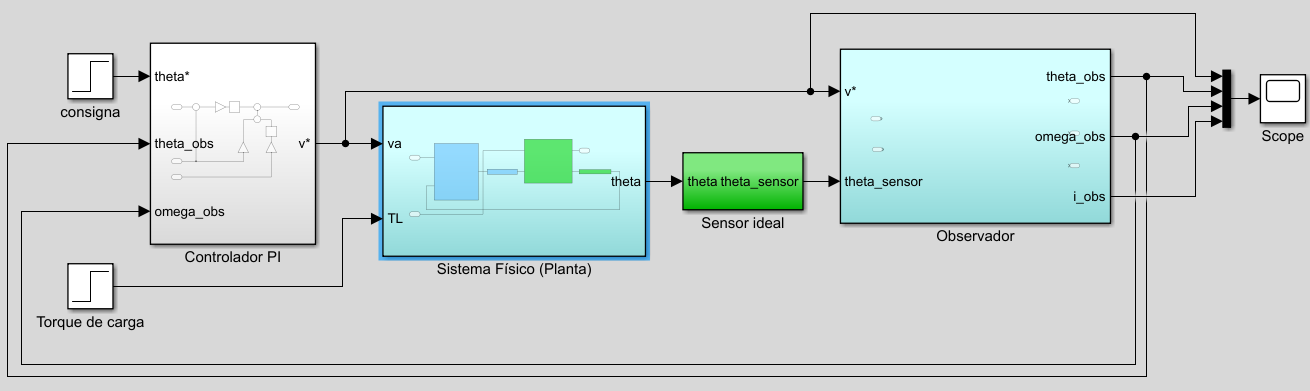 consigna
theta*
theta_obs
omega_obs
v*
Controlador PI
Torque de carga
va
TL
theta
Sistema Físico (Planta)
theta theta_sensor
Sensor ideal
v*
theta_sensor
theta_obs
omega_obs
i_obs
Observador
Scope